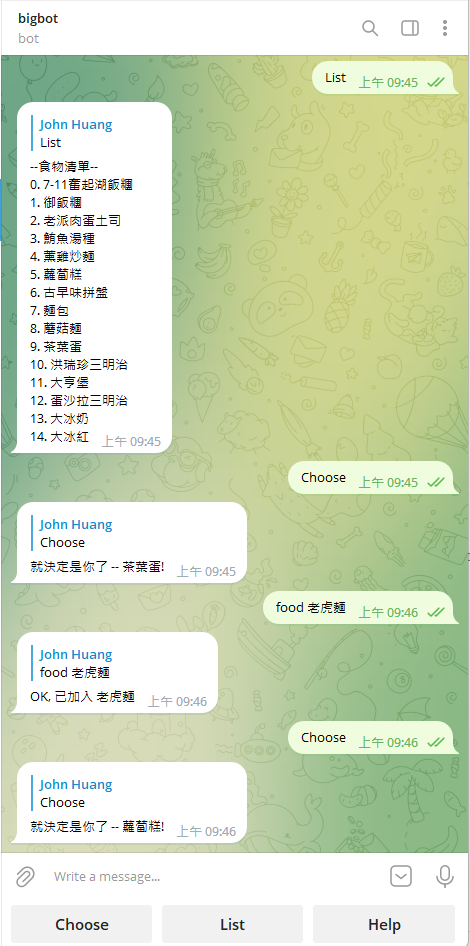 bigbot
bot
List 上午 09:45
John Huang
List
--食物清單--
0. 7-11奮起湖飯糰
1. 御飯糰
2. 老派肉蛋土司
3. 鮪魚湯種
4. 薰雞炒麵
5. 蘿蔔糕
6. 古早味拼盤
7. 麵包
8. 蘑菇麵
9. 茶葉蛋
10. 洪瑞珍三明治
11. 大亨堡
12. 蛋沙拉三明治
13. 大冰奶
14. 大冰紅 上午 09:45
Choose 上午 09:45
John Huang
Choose
就決定是你了 -- 茶葉蛋! 上午 09:45
food 老虎麵 上午 09:46
John Huang
food 老虎麵
OK, 已加入 老虎麵 上午 09:46
Choose 上午 09:46
John Huang
Choose
就決定是你了 -- 蘿蔔糕! 上午 09:46
Write a message...
Choose List Help